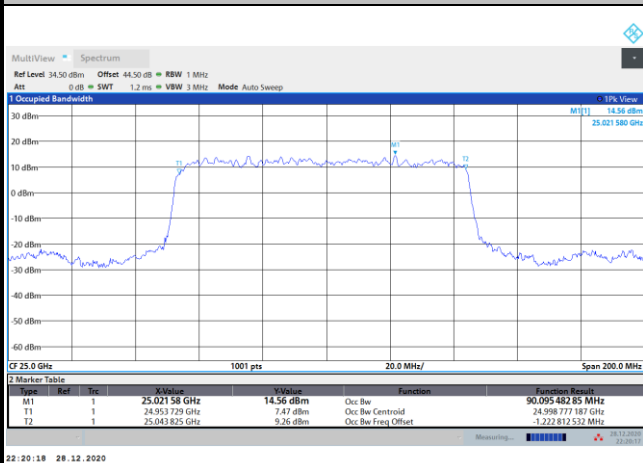 MultiView Spectrum
Ref Level 34.50 dBm Offset 44.50 dB RBW 1 MHz
Att 0 dB SWT 1.2 ms VBW 3 MHz Mode Auto Sweep
1 Occupied Bandwidth 1Pk View
M1[1] 14.56 dBm
25.021 580 GHz
30 dBm
20 dBm
M1
T1 T2
10 dBm
0 dBm
-10 dBm
-20 dBm
-30 dBm
-40 dBm
-50 dBm
-60 dBm
CF 25.0 GHz 1001 pts 20.0 MHz/ Span 200.0 MHz
2 Marker Table
Type Ref Trc X-Value Y-Value Function Function Result
M1 1 25.021 58 GHz 14.56 dBm Occ Bw 90.095 482 85 MHz
T1 1 24.953 729 GHz 7.47 dBm Occ Bw Centroid 24.998 777 187 GHz
T2 1 25.043 825 GHz 9.26 dBm Occ Bw Freq Offset -1.222 812 532 MHz
Measuring... 28.12.2020
22:20:17
22:20:18 28.12.2020